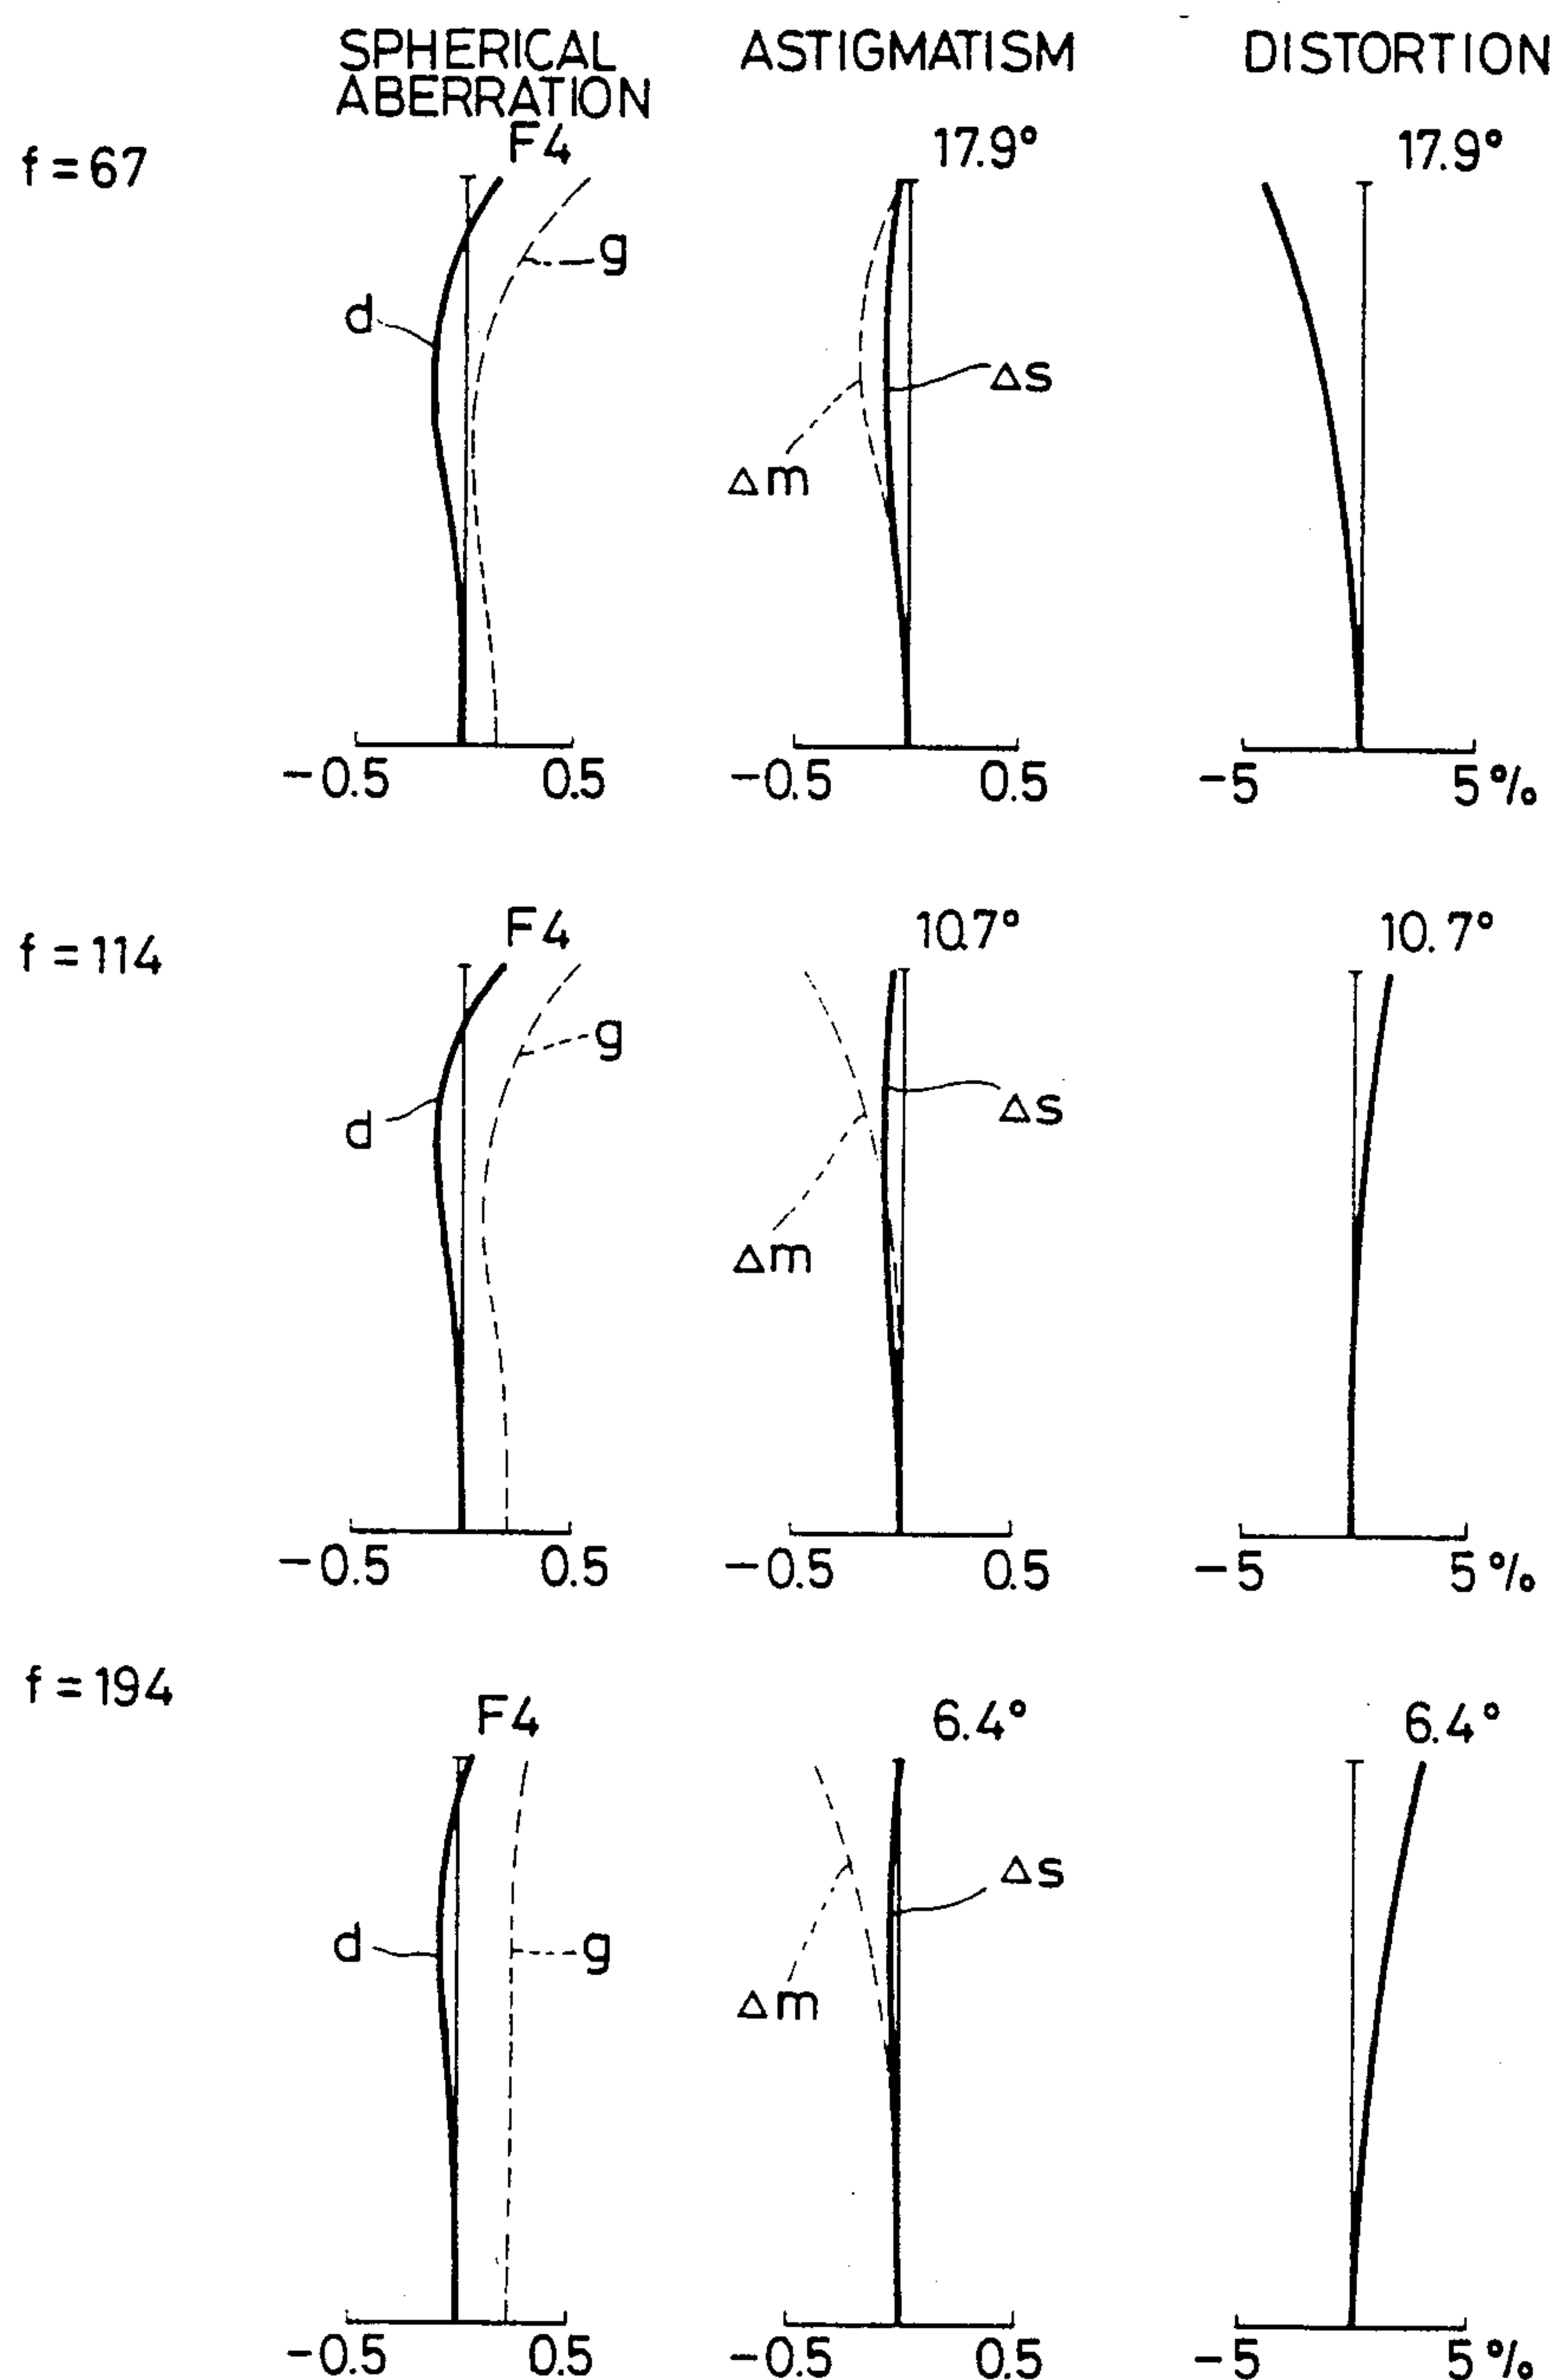 SPHERICAL ABERRATION
ASTIGMATISM
DISTORTION
f=67
F4
17.9°
17.9°
g
d
Δs
Δm
-0.5
0.5
-0.5
0.5
-5
5%
f=114
F4
10.7°
10.7°
g
d
Δs
Δm
-0.5
0.5
-0.5
0.5
-5
5%
f=194
F4
6.4°
6.4°
Δs
d
g
Δm
-0.5
0.5
-0.5
0.5
-5
5%